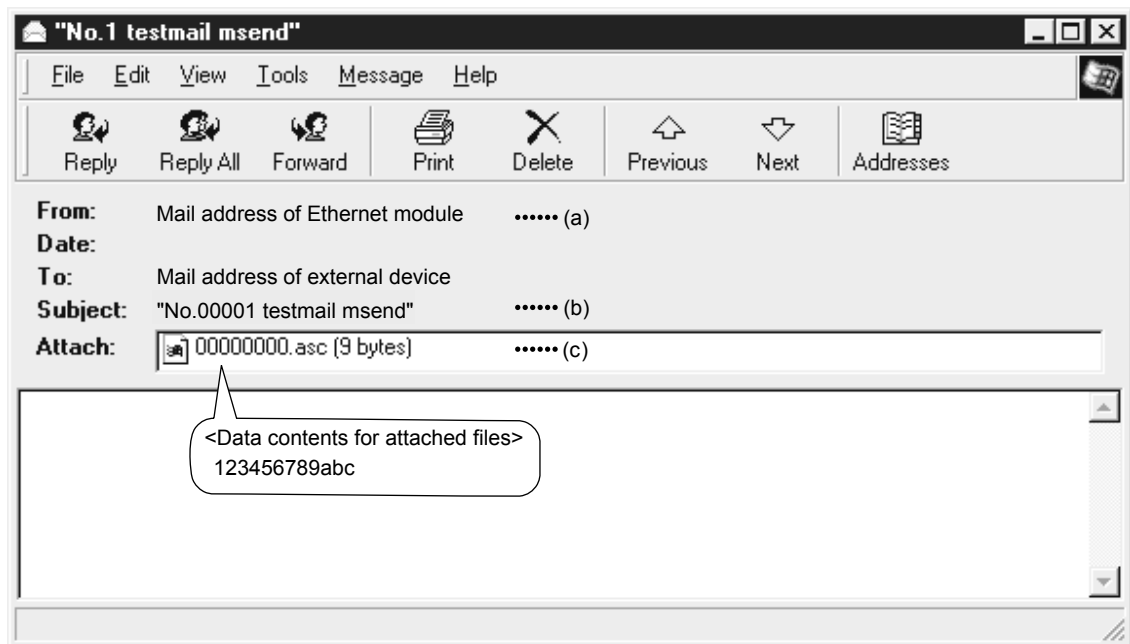 "No.1 testmail msend"
File Edit View Tools Message Help
Reply Reply All Forward Print Delete Previous Next Addresses
From: Mail address of Ethernet module •••••• (a)
Date:
To: Mail address of external device
Subject: "No.00001 testmail msend" •••••• (b)
Attach: 00000000.asc (9 bytes) •••••• (c)
<Data contents for attached files>
123456789abc